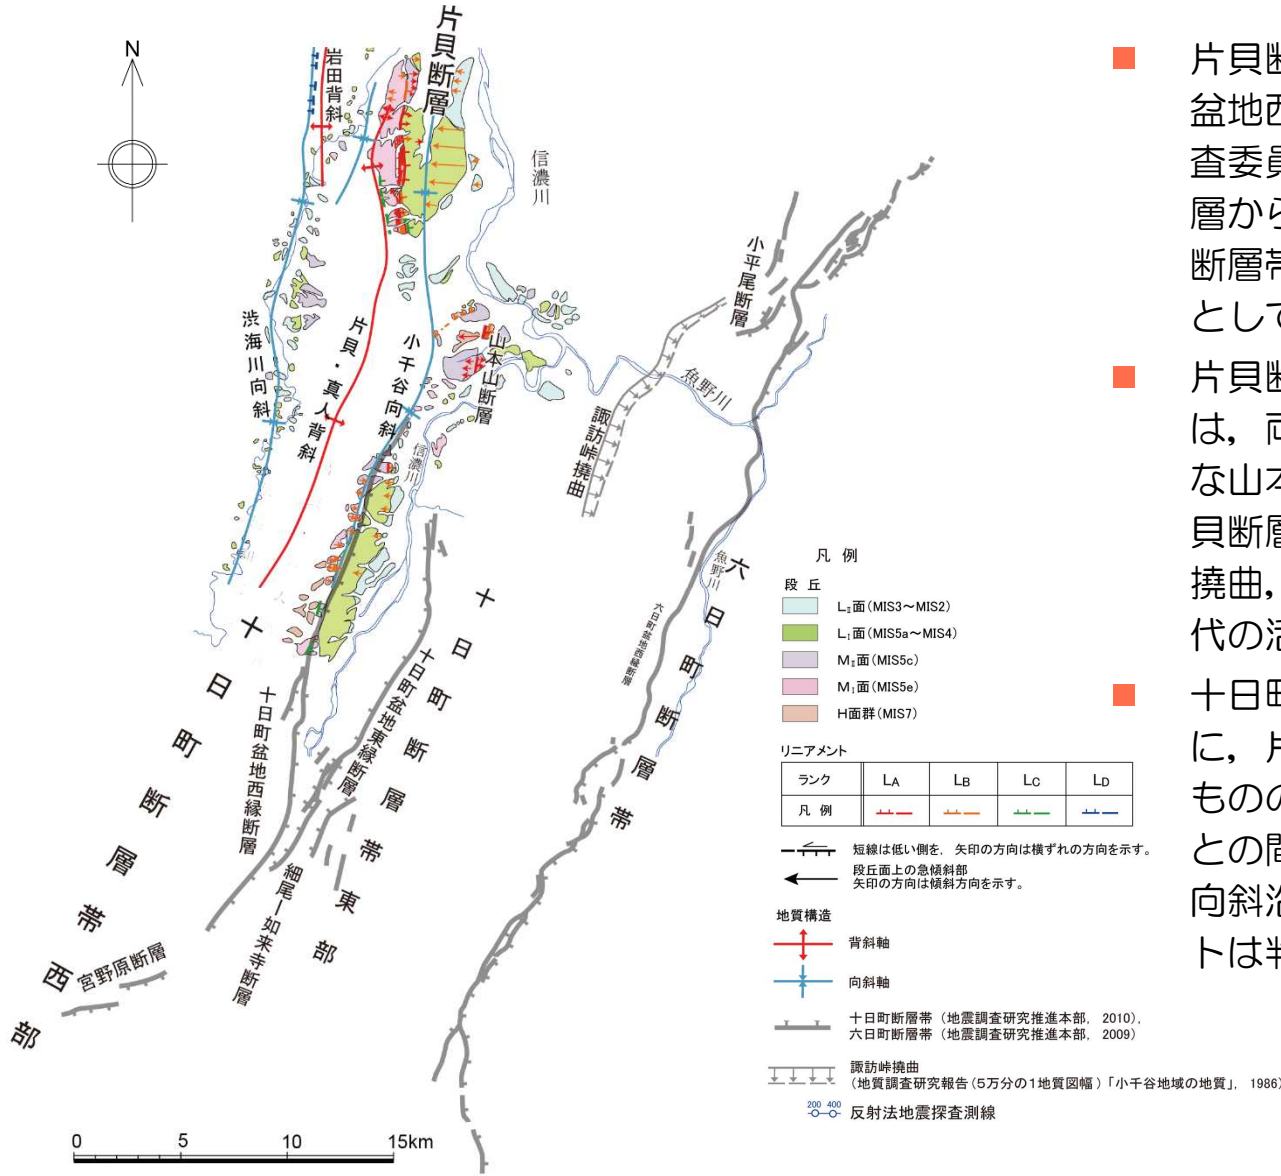 N
片貝断層
岩田背斜
信濃川
小平尾断層
渋海川向斜
片貝・真人背斜
小千谷向斜
山本山断層
魚野川
諏訪峠撓曲
信濃川
魚野川
六日町断層帯
六日町盆地西縁断層
十日町断層帯西部
十日町断層帯東部
十日町盆地西縁断層
十日町盆地東縁断層
細尾ー如来寺断層
宮野原断層
0 5 10 15km
凡 例
段 丘
LⅡ面(MIS3～MIS2)
LⅠ面(MIS5a～MIS4)
MⅡ面(MIS5c)
MⅠ面(MIS5e)
H面群(MIS7)
リニアメント
ランク LA LB LC LD
凡 例
短線は低い側を, 矢印の方向は横ずれの方向を示す。
段丘面上の急傾斜部
矢印の方向は傾斜方向を示す。
地質構造
背斜軸
向斜軸
十日町断層帯（地震調査研究推進本部, 2010）,
六日町断層帯（地震調査研究推進本部, 2009）
諏訪峠撓曲
(地質調査研究報告(5万分の1地質図幅)「小千谷地域の地質」, 1986)
200 400
反射法地震探査測線
片貝断
盆地西
査委員
層から
断層帯
として
片貝断
は，両
な山本
貝断層
撓曲，
代の活
十日町
に，片
ものの
との間
向斜沿
トは半